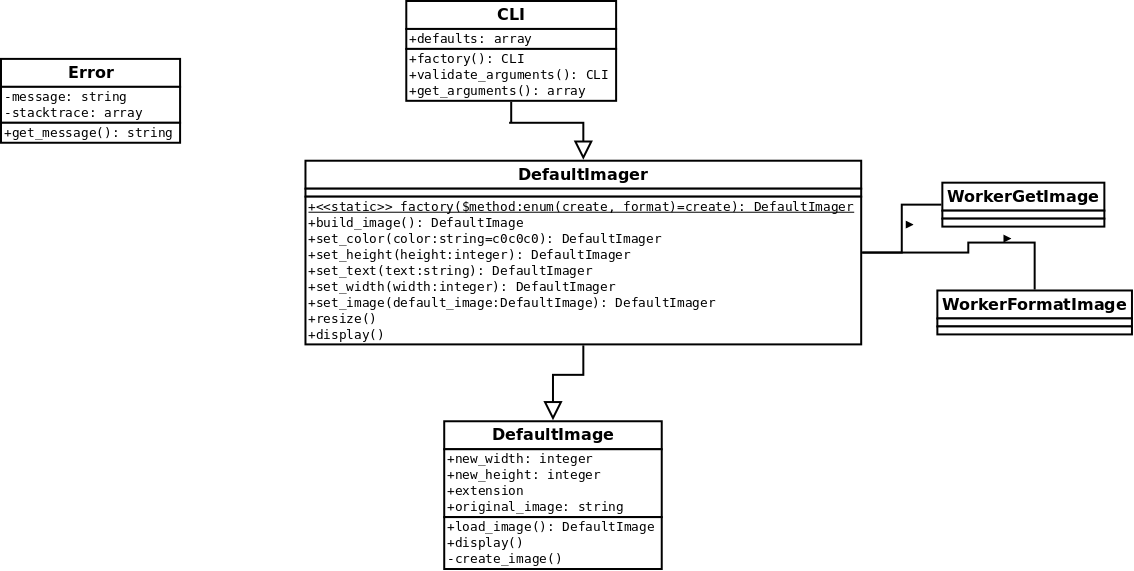 CLI
+defaults: array
+factory(): CLI
+validate_arguments(): CLI
+get_arguments(): array
Error
-message: string
-stacktrace: array
+get_message(): string
DefaultImager
+<<static>> factory($method:enum(create, format)=create): DefaultImager
+build_image(): DefaultImage
+set_color(color:string=c0c0c0): DefaultImager
+set_height(height:integer): DefaultImager
+set_text(text:string): DefaultImager
+set_width(width:integer): DefaultImager
+set_image(default_image:DefaultImage): DefaultImager
+resize()
+display()
WorkerGetImage
WorkerFormatImage
DefaultImage
+new_width: integer
+new_height: integer
+extension
+original_image: string
+load_image(): DefaultImage
+display()
-create_image()